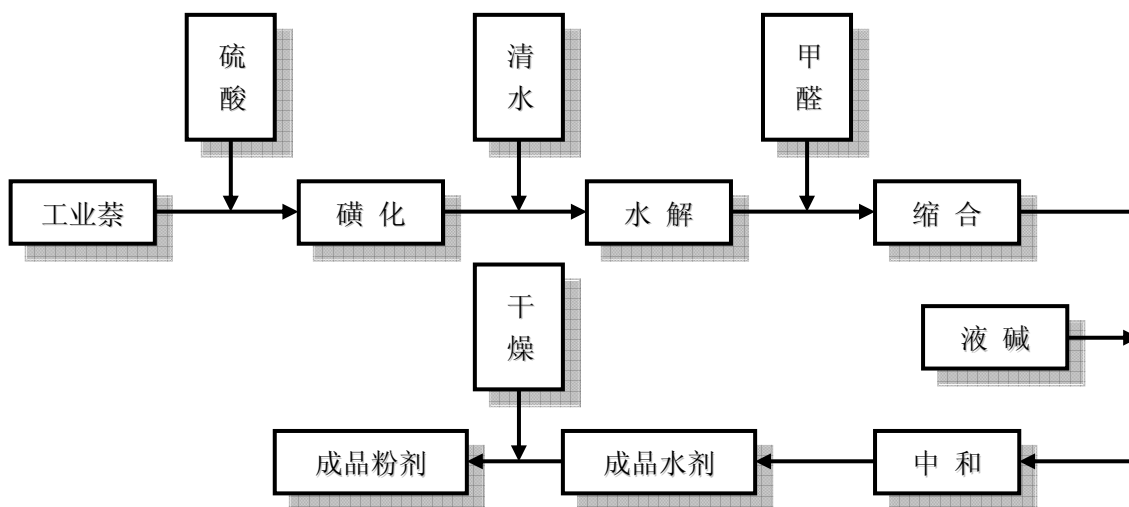 硫
酸
清
水
甲
醛
工业萘
磺 化
水 解
缩 合
干
燥
液 碱
成品粉剂
成品水剂
中 和